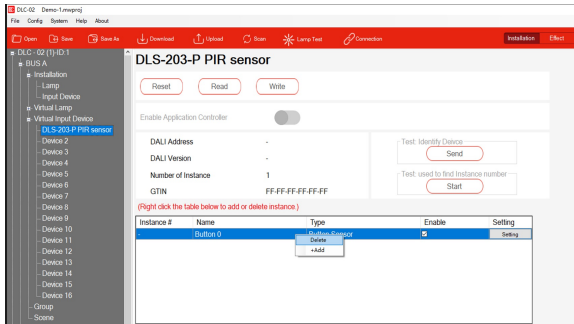 DLC-02 Demo-1.mwproj
File Config System Help About
Open Save Save As Download Upload Scan Lamp Test Connection Installation Effect
DLC - 02 (1)-ID:1
BUS A
Installation
Lamp
Input Device
Virtual Lamp
Virtual Input Device
DLS-203-P PIR sensor
Device 2
Device 3
Device 4
Device 5
Device 6
Device 7
Device 8
Device 9
Device 10
Device 11
Device 12
Device 13
Device 14
Device 15
Device 16
Group
Scene
DLS-203-P PIR sensor
Reset Read Write
Enable Application Controller
DALI Address -
DALI Version -
Number of Instance 1
GTIN FF-FF-FF-FF-FF-FF
Test: Identify Deivce
Send
Test: used to find Instance number
Start
(Right click the table below to add or delete instance.)
Instance # Name Type Enable Setting
- Button 0 Button Sensor Setting
Delete
+Add